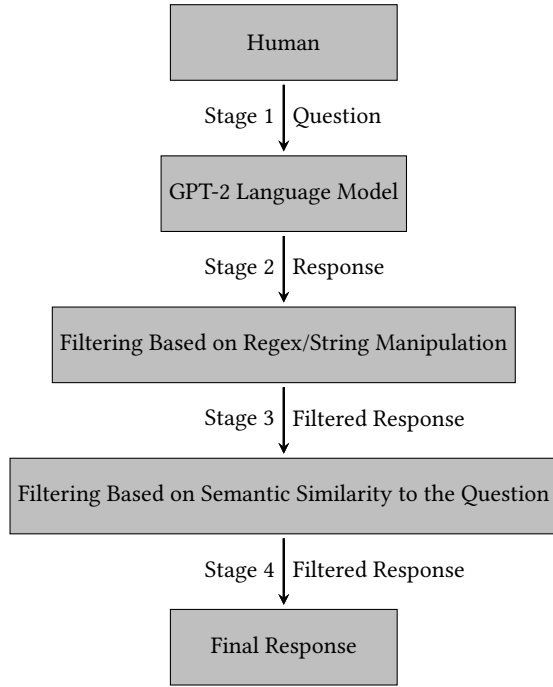 Human
Stage 1 Question
GPT-2 Language Model
Stage 2 Response
Filtering Based on Regex/String Manipulation
Stage 3 Filtered Response
Filtering Based on Semantic Similarity to the Question
Stage 4 Filtered Response
Final Response